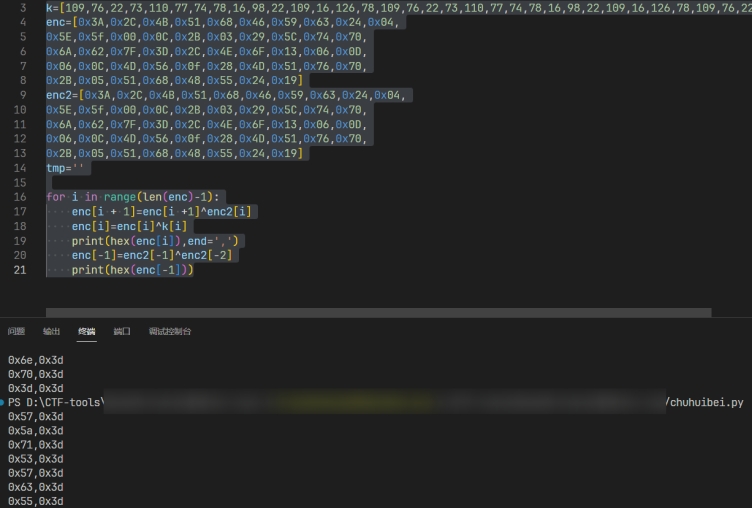 3 k=[109,76,22,73,110,77,74,78,16,98,22,109,16,126,78,109,76,22,73,110,77,74,78,16,98,22,109,16,126,78,109,76,22
4 enc=[0x3A,0x2C,0x4B,0x51,0x68,0x46,0x59,0x63,0x24,0x04,
5 0x5E,0x5f,0x00,0x0C,0x2B,0x03,0x29,0x5C,0x74,0x70,
6 0x6A,0x62,0x7F,0x3D,0x2C,0x4E,0x6F,0x13,0x06,0x0D,
7 0x06,0x0C,0x4D,0x56,0x0f,0x28,0x4D,0x51,0x76,0x70,
8 0x2B,0x05,0x51,0x68,0x48,0x55,0x24,0x19]
9 enc2=[0x3A,0x2C,0x4B,0x51,0x68,0x46,0x59,0x63,0x24,0x04,
10 0x5E,0x5f,0x00,0x0C,0x2B,0x03,0x29,0x5C,0x74,0x70,
11 0x6A,0x62,0x7F,0x3D,0x2C,0x4E,0x6F,0x13,0x06,0x0D,
12 0x06,0x0C,0x4D,0x56,0x0f,0x28,0x4D,0x51,0x76,0x70,
13 0x2B,0x05,0x51,0x68,0x48,0x55,0x24,0x19]
14 tmp=''
15
16 for i in range(len(enc)-1):
17 enc[i + 1]=enc[i +1]^enc2[i]
18 enc[i]=enc[i]^k[i]
19 print(hex(enc[i]),end=',')
20 enc[-1]=enc2[-1]^enc2[-2]
21 print(hex(enc[-1]))
问题 输出 终端 端口 调试控制台
0x6e,0x3d
0x70,0x3d
0x3d,0x3d
PS D:\CTF-tools\ /chuhuibei.py
0x57,0x3d
0x5a,0x3d
0x71,0x3d
0x53,0x3d
0x57,0x3d
0x63,0x3d
0x55,0x3d